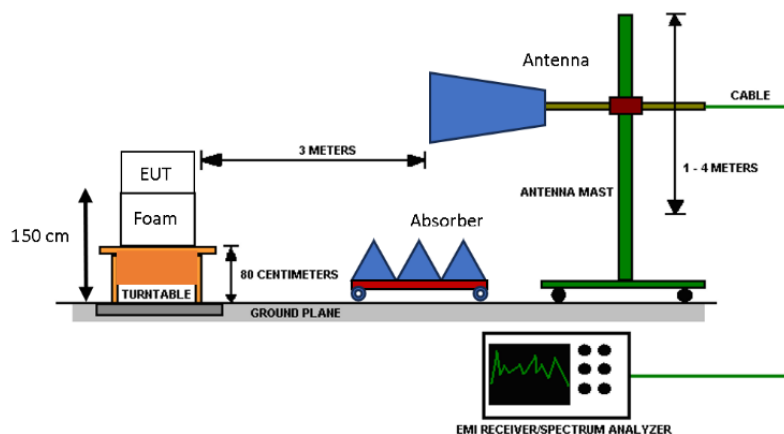 Antenna
CABLE
3 METERS
EUT
1 - 4 METERS
ANTENNA MAST
Foam
Absorber
150 cm
80 CENTIMETERS
TURNTABLE
GROUND PLANE
EMI RECEIVER/SPECTRUM ANALYZER